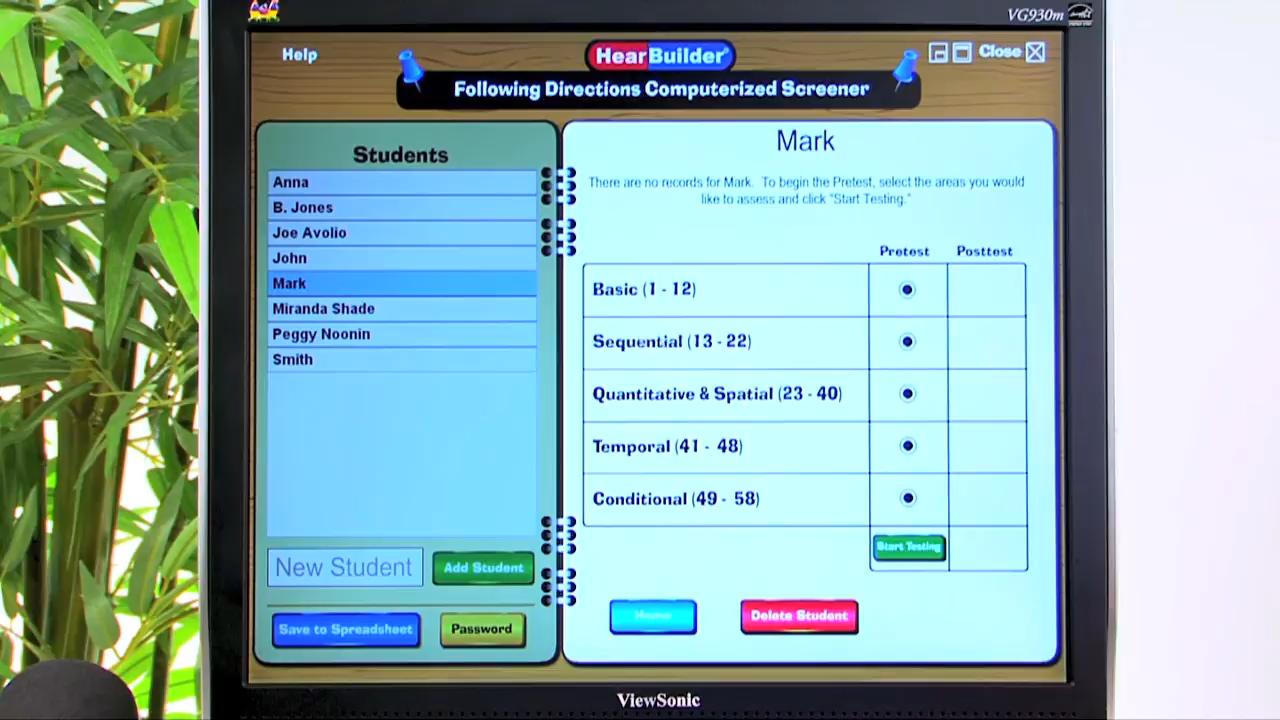 VG930m
Help
HearBuilder®
Close
Following Directions Computerized Screener
Students
Anna
B. Jones
Joe Avolio
John
Mark
Miranda Shade
Peggy Noonin
Smith
New Student
Add Student
Save to Spreadsheet
Password
Mark
There are no records for Mark. To begin the Pretest, select the areas you would
like to assess and click "Start Testing."
Pretest
Posttest
Basic (1 - 12)
Sequential (13 - 22)
Quantitative & Spatial (23 - 40)
Temporal (41 - 48)
Conditional (49 - 58)
Start Testing
Home
Delete Student
ViewSonic